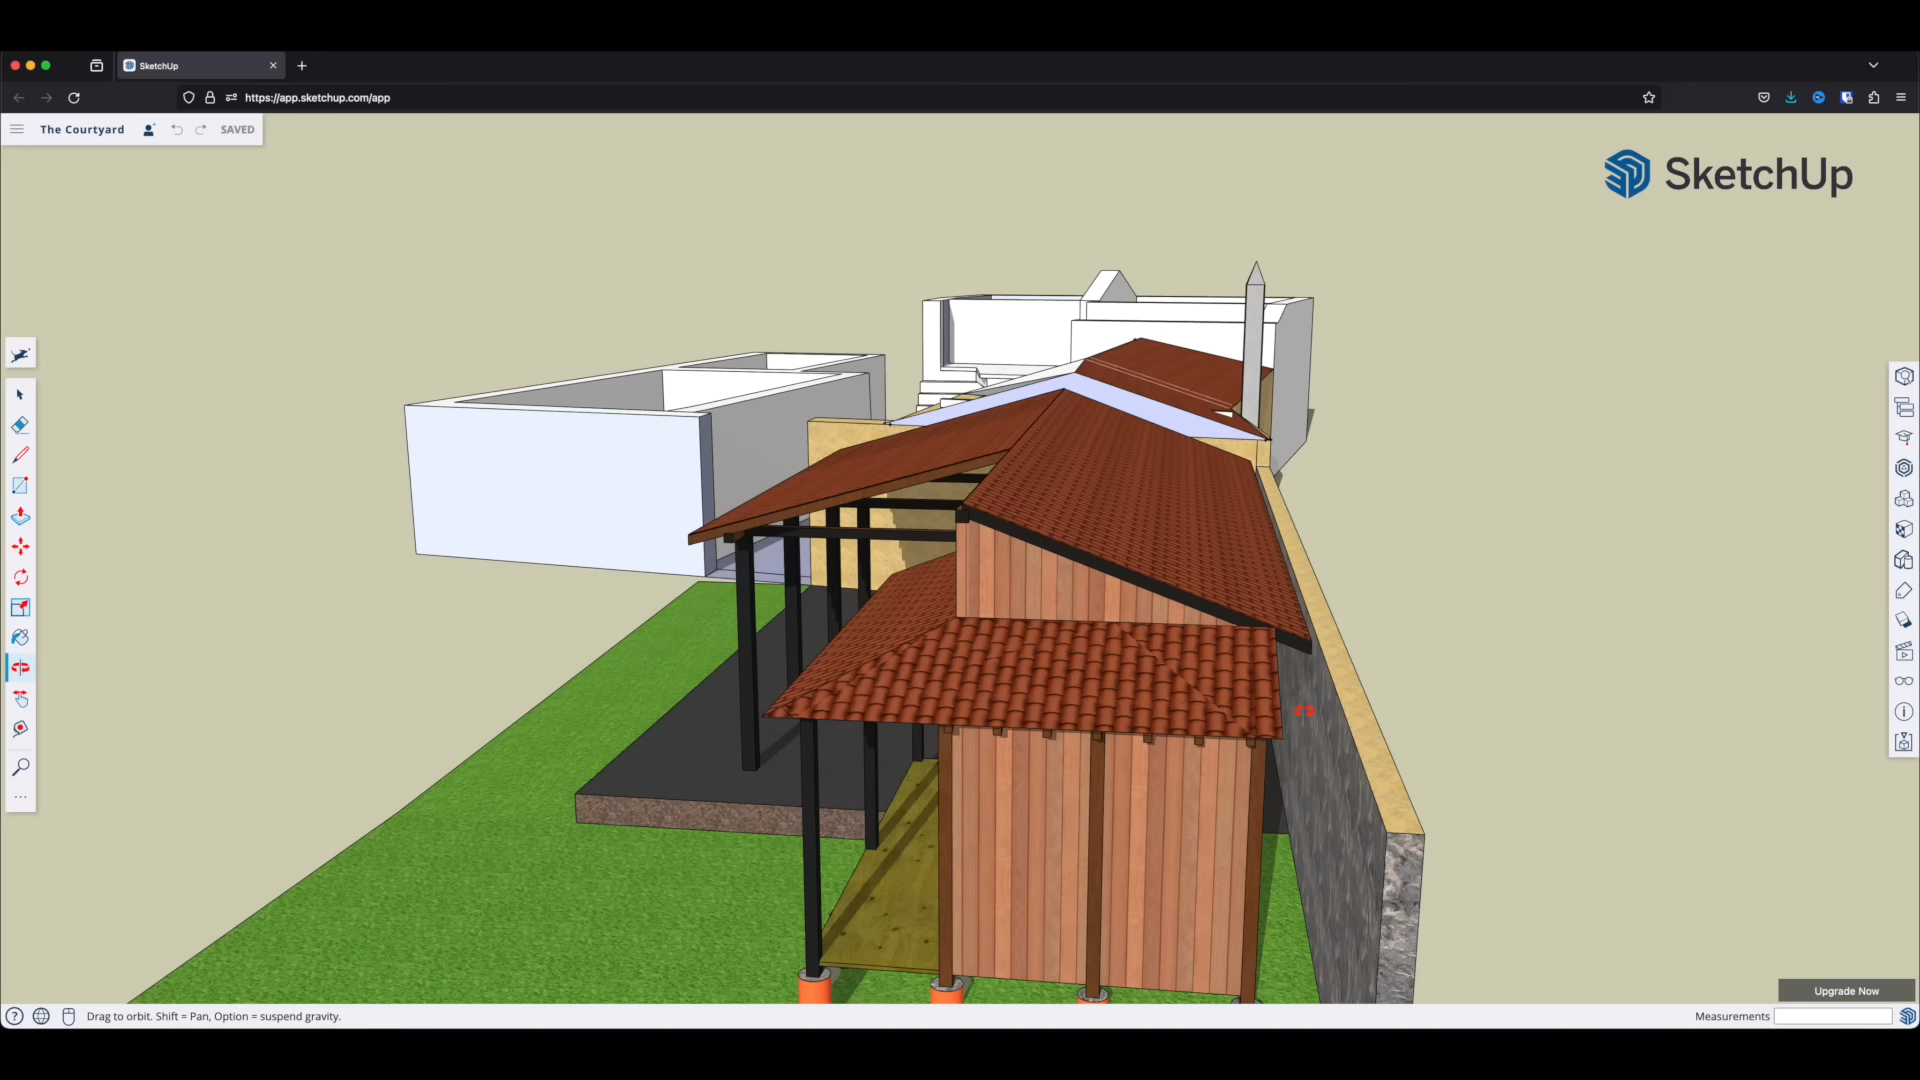 SketchUp
https://app.sketchup.com/app
The Courtyard
SAVED
SketchUp
Upgrade Now
Drag to orbit. Shift = Pan, Option = suspend gravity.
Measurements